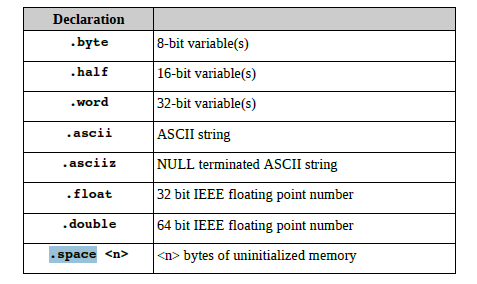 Declaration
.byte 8-bit variable(s)
.half 16-bit variable(s)
.word 32-bit variable(s)
.ascii ASCII string
.asciiz NULL terminated ASCII string
.float 32 bit IEEE floating point number
.double 64 bit IEEE floating point number
.space <n> <n> bytes of uninitialized memory